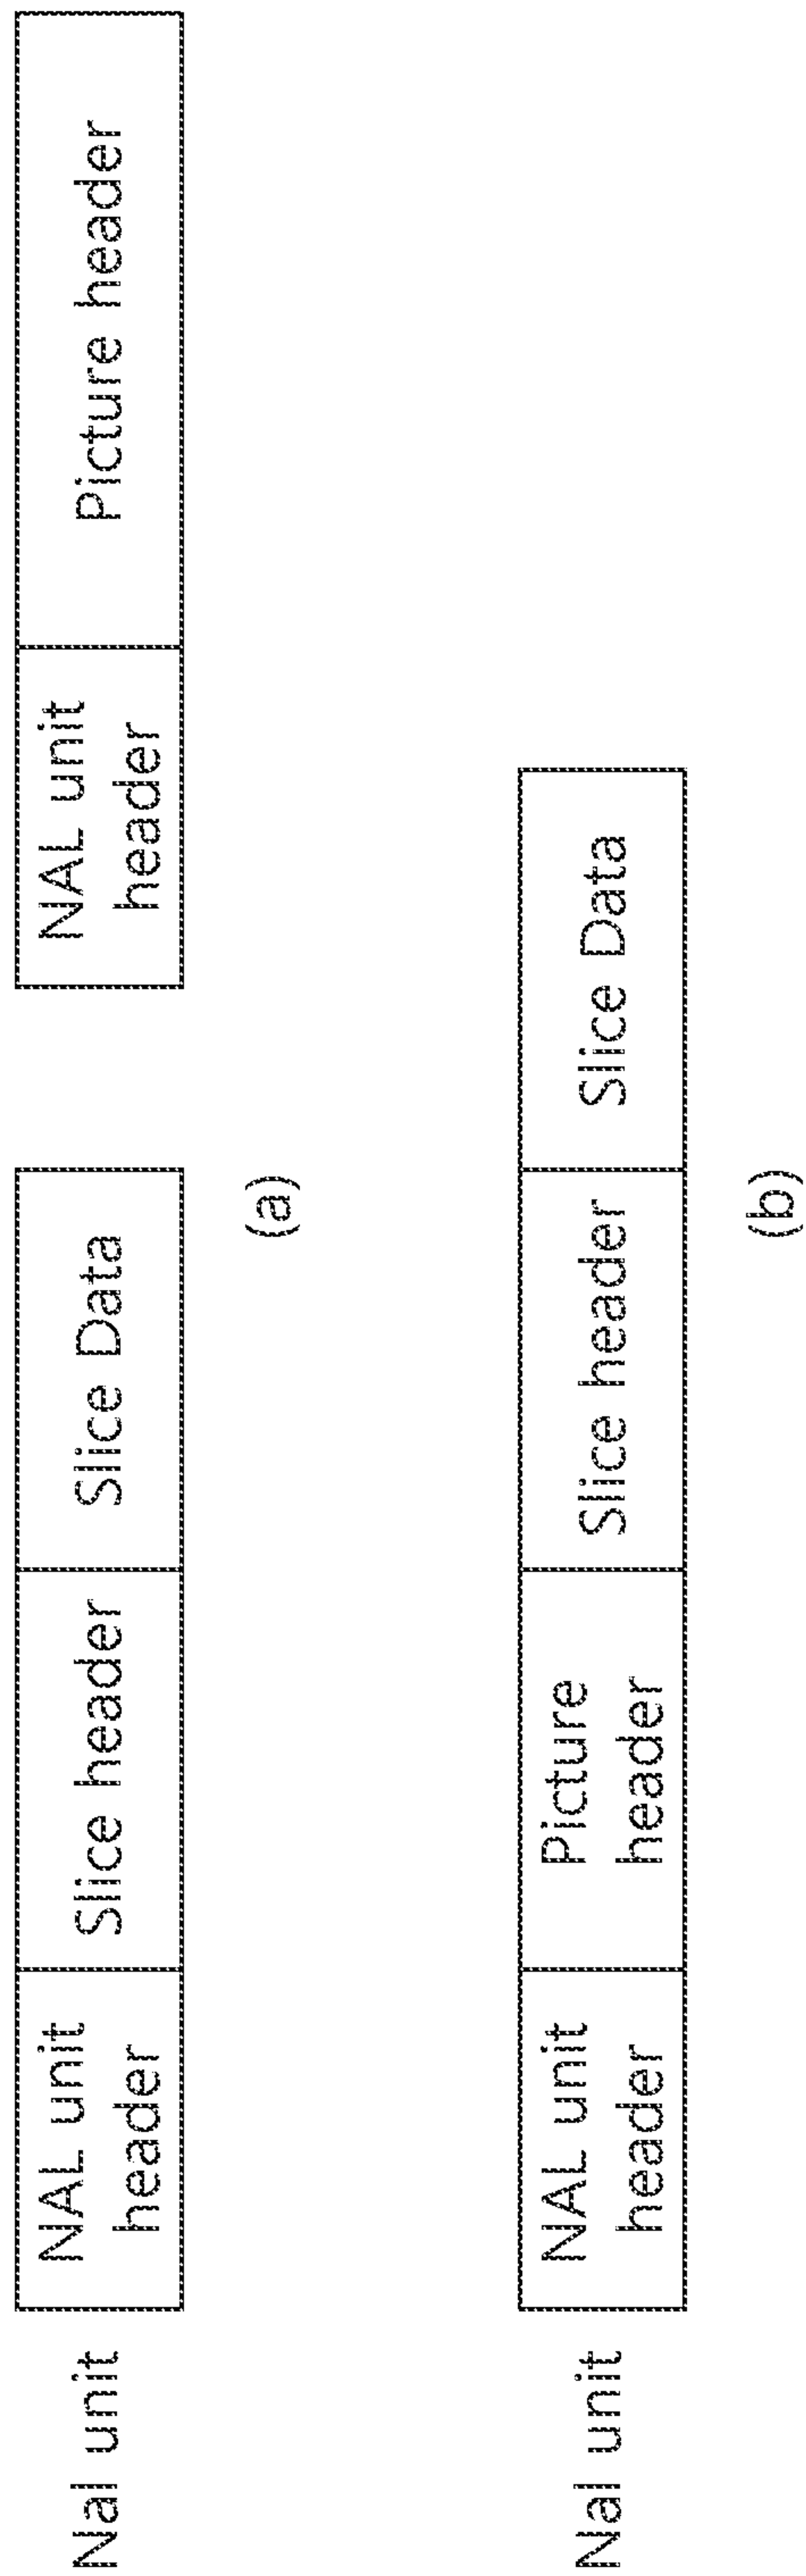 Nal unit
NAL unit
header
Slice header
Slice Data
NAL unit
header
Picture header
(a)
Nal unit
NAL unit
header
Picture
header
Slice header
Slice Data
(b)